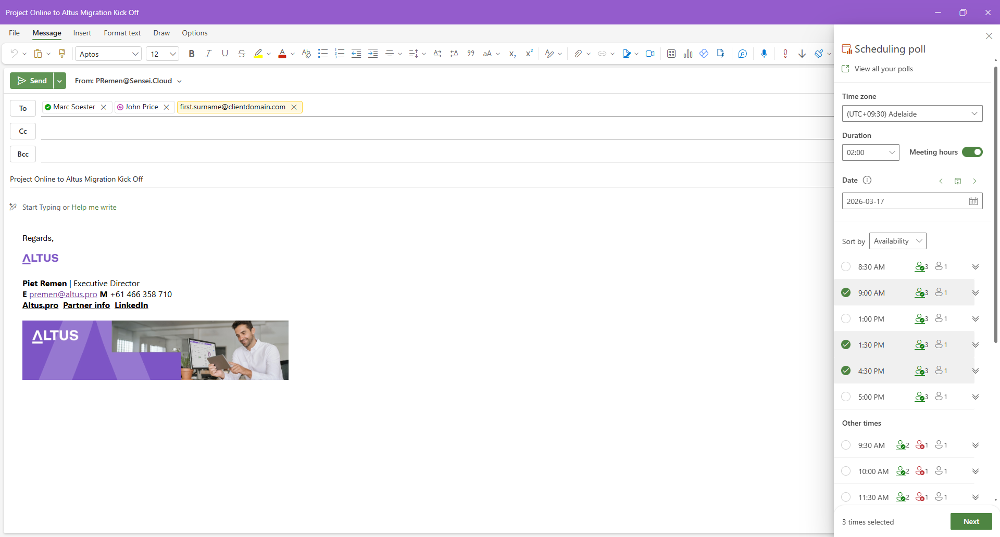 Project Online to Altus Migration Kick Off
File Message Insert Format text Draw Options
Aptos 12
Send From: PRemen@Sensei.Cloud
To Marc Soester John Price first.surname@clientdomain.com
Cc
Bcc
Project Online to Altus Migration Kick Off
Start Typing or Help me write
Regards,
ALTUS
Piet Remen | Executive Director
E premen@altus.pro M +61 466 358 710
Altus.pro Partner info LinkedIn
ALTUS
Scheduling poll
View all your polls
Time zone
(UTC+09:30) Adelaide
Duration
02:00 Meeting hours
Date
2026-03-17
Sort by Availability
8:30 AM 3 1
9:00 AM 3 1
1:00 PM 3 1
1:30 PM 3 1
4:30 PM 3 1
5:00 PM 3 1
Other times
9:30 AM 2 1 1
10:00 AM 2 1 1
11:30 AM 2 1 1
3 times selected Next